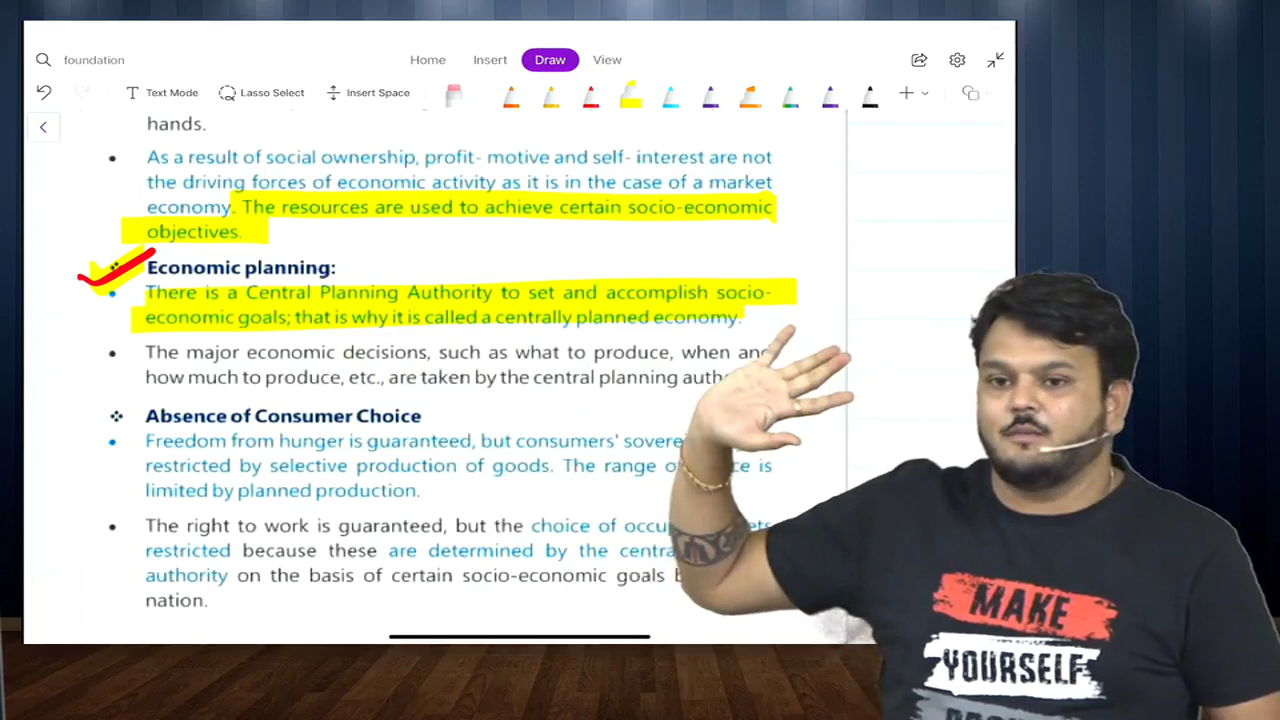 foundation
Home Insert Draw View
Text Mode Lasso Select Insert Space
hands.
• As a result of social ownership, profit- motive and self- interest are not
the driving forces of economic activity as it is in the case of a market
economy. The resources are used to achieve certain socio-economic
objectives.
Economic planning:
• There is a Central Planning Authority to set and accomplish socio-
economic goals; that is why it is called a centrally planned economy.
• The major economic decisions, such as what to produce, when and
how much to produce, etc., are taken by the central planning
❖ Absence of Consumer Choice
• Freedom from hunger is guaranteed, but consumers'
restricted by selective production of goods. The range is
limited by planned production.
• The right to work is guaranteed, but the choice of
restricted because these are determined by the
authority on the basis of certain socio-economic goals
nation.
MAKE
YOURSELF